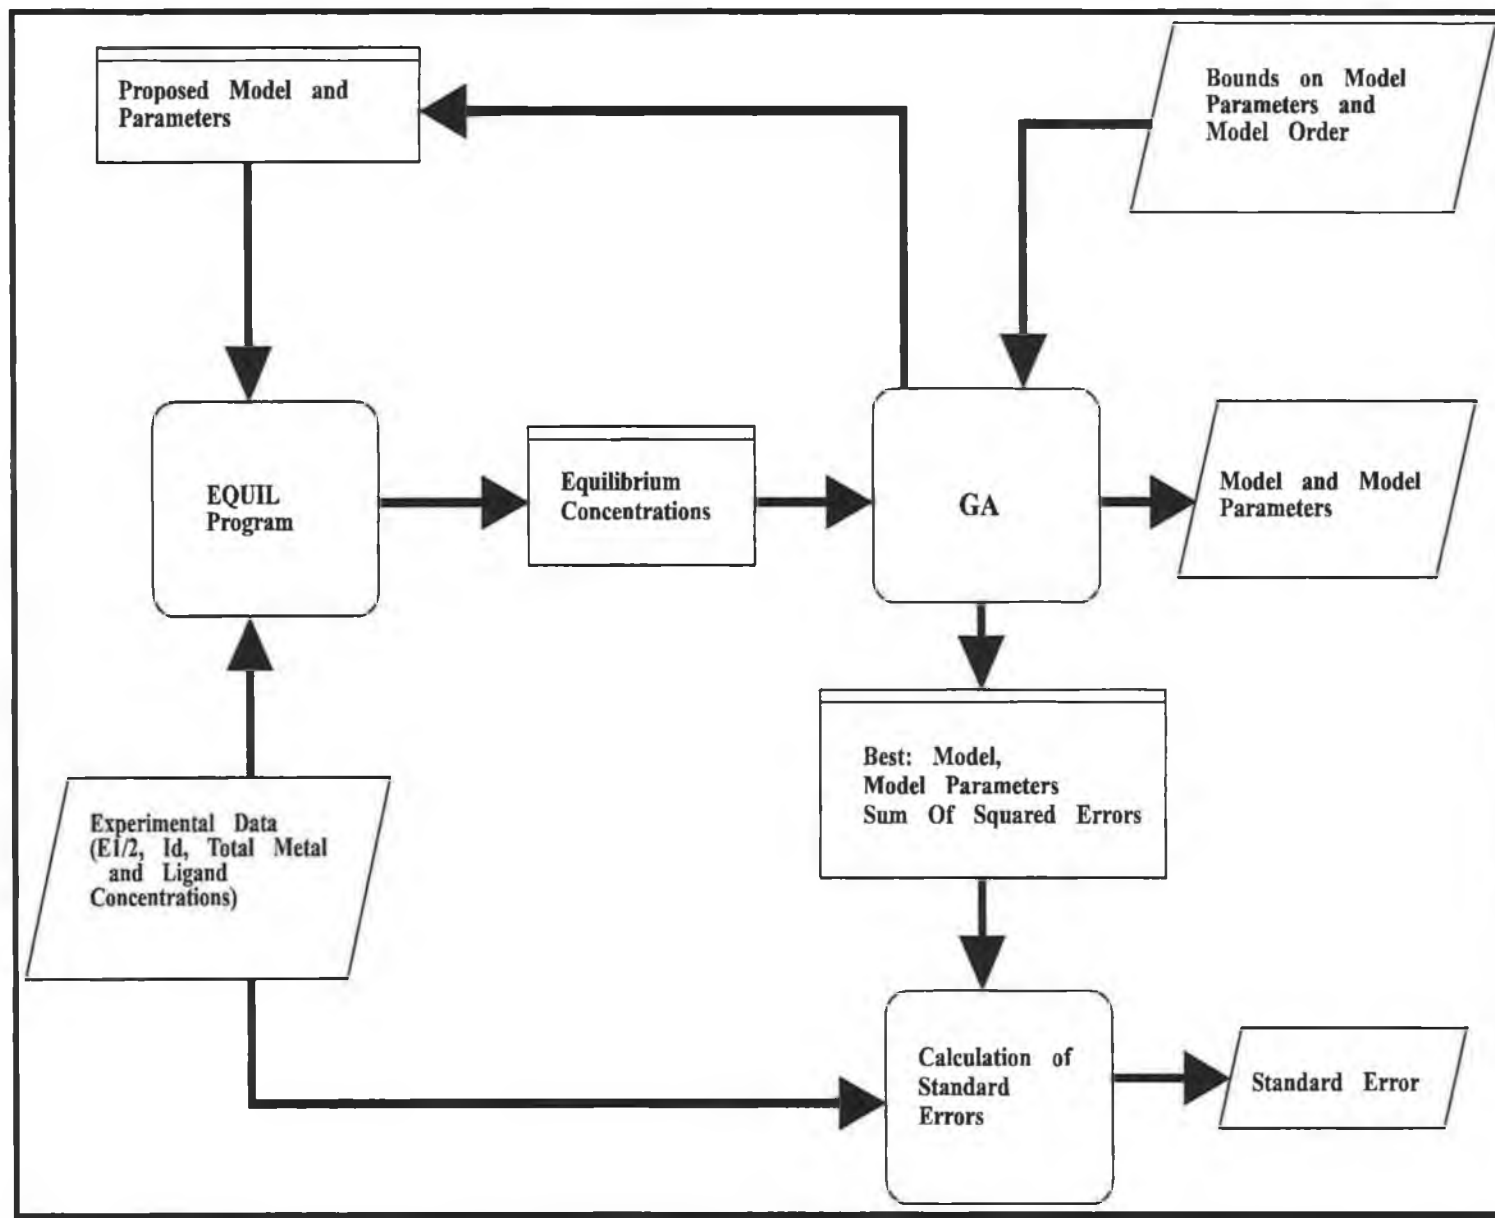 Proposed Model and
Parameters
Bounds on Model
Parameters and
Model Order
EQUIL
Program
Equilibrium
Concentrations
GA
Model and Model
Parameters
Best: Model,
Model Parameters
Sum Of Squared Errors
Experimental Data
(E1/2, Id, Total Metal
and Ligand
Concentrations)
Calculation of
Standard
Errors
Standard Error